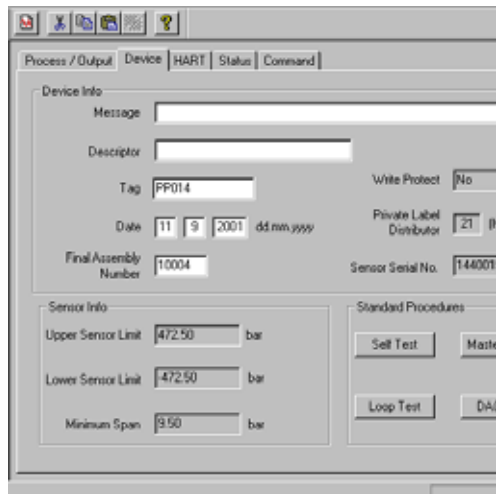 Process / Output Device HART Status Command
Device Info
Message
Descriptor
Tag PP014 Write Protect No
Date 11 9 2001 dd.mm.yyyy Private Label Distributor 21
Final Assembly Number 10004 Sensor Serial No. 144001
Sensor Info Standard Procedures
Upper Sensor Limit 472.50 bar Self Test
Lower Sensor Limit -472.50 bar
Loop Test
Minimum Span 9.50 bar